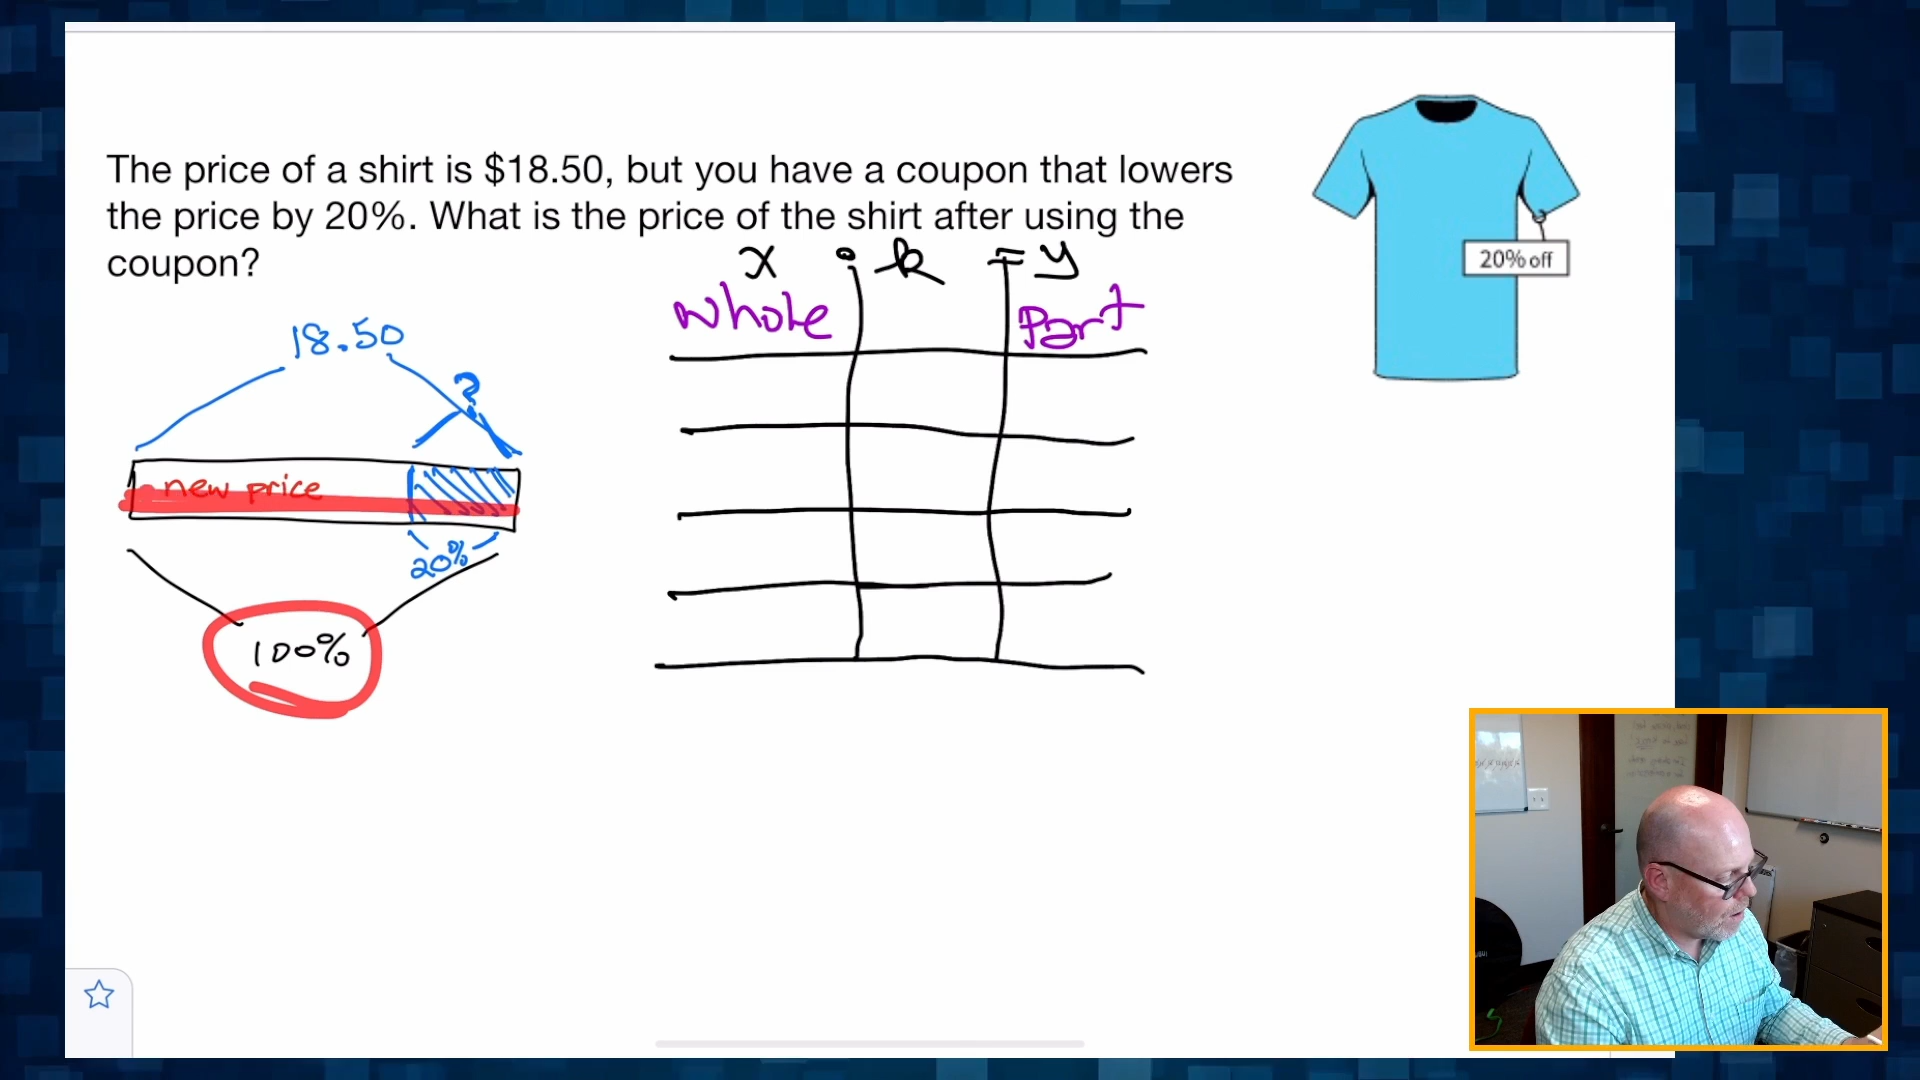 The price of a shirt is $18.50, but you have a coupon that lowers
the price by 20%. What is the price of the shirt after using the
coupon?
x • k = y
Whole Part
18.50
?
new price
20%
100%
20% off